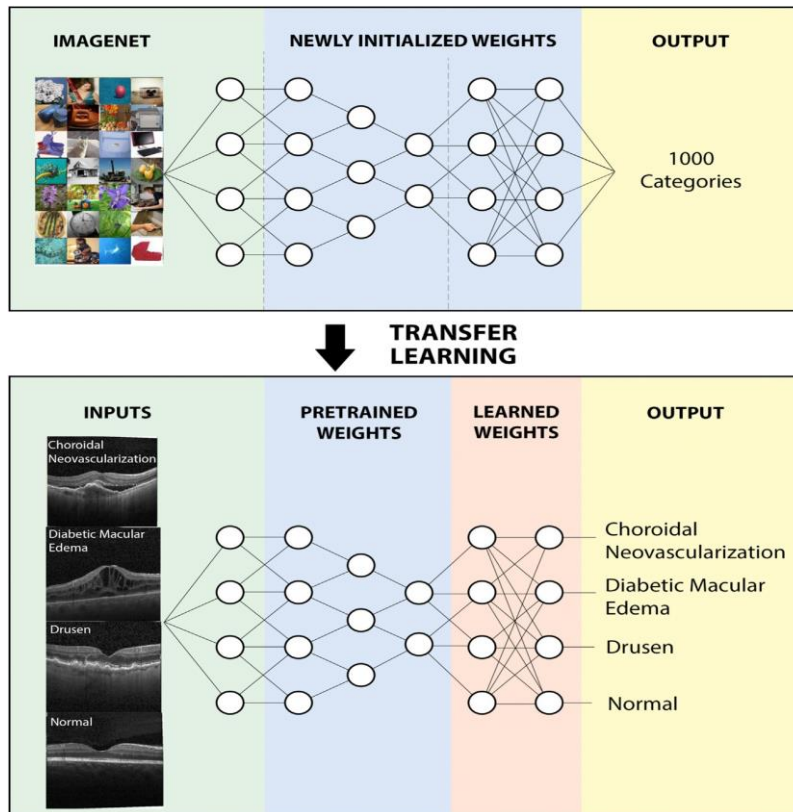 IMAGENET
NEWLY INITIALIZED WEIGHTS
OUTPUT
1000
Categories
TRANSFER
LEARNING
INPUTS
PRETRAINED
WEIGHTS
LEARNED
WEIGHTS
OUTPUT
Choroidal
Neovascularization
Diabetic Macular
Edema
Drusen
Normal
Choroidal
Neovascularization
Diabetic Macular
Edema
Drusen
Normal